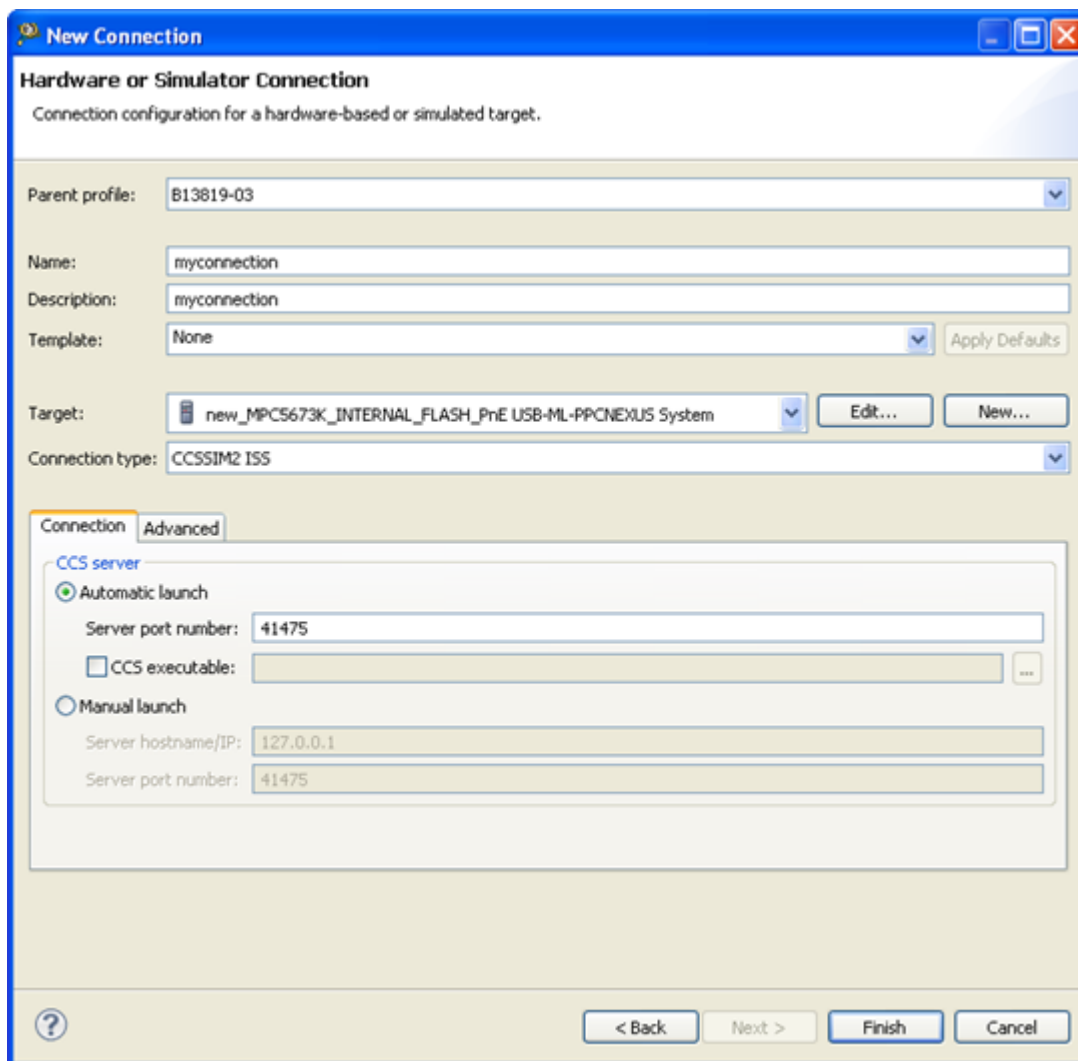 New Connection
Hardware or Simulator Connection
Connection configuration for a hardware-based or simulated target.
Parent profile: B13819-03
Name: myconnection
Description: myconnection
Template: None Apply Defaults
Target: new_MPC5673K_INTERNAL_FLASH_PnE USB-ML-PPCNEXUS System Edit... New...
Connection type: CCSSIM2 ISS
Connection Advanced
CCS server
Automatic launch
Server port number: 41475
CCS executable: ...
Manual launch
Server hostname/IP: 127.0.0.1
Server port number: 41475
? < Back Next > Finish Cancel